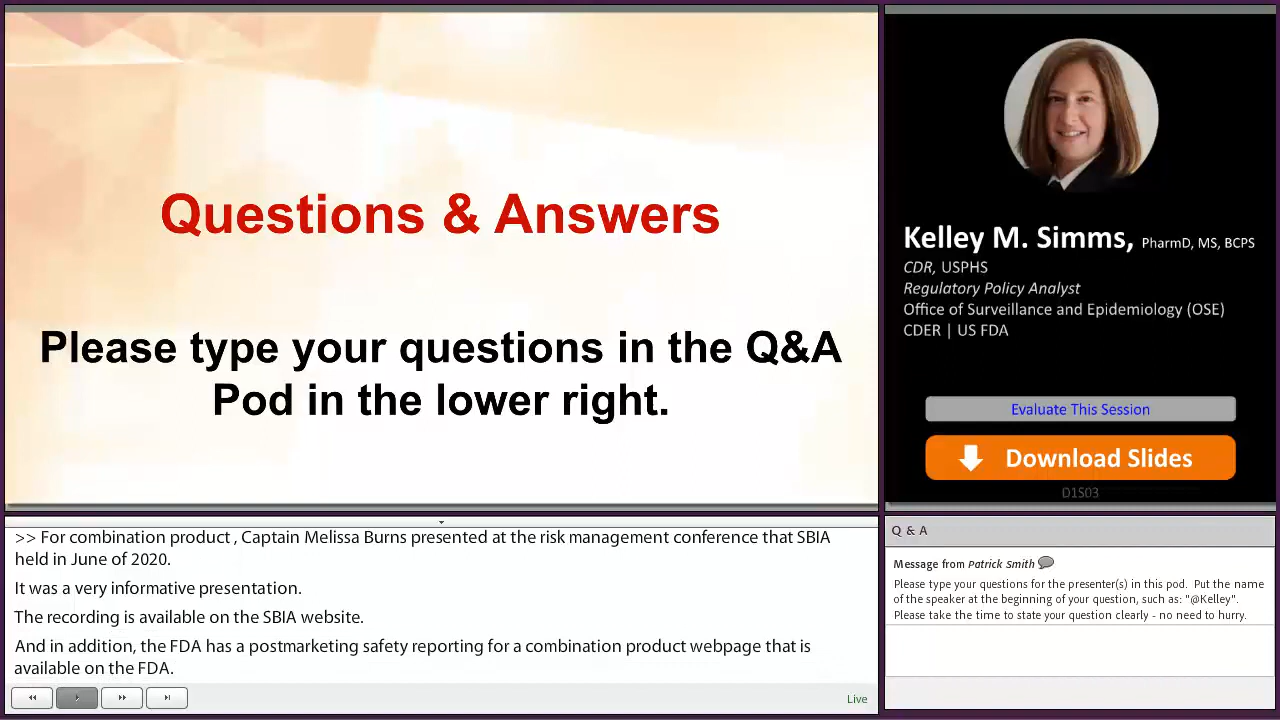 Questions & Answers
Please type your questions in the Q&A
Pod in the lower right.
Kelley M. Simms, PharmD, MS, BCPS
CDR, USPHS
Regulatory Policy Analyst
Office of Surveillance and Epidemiology (OSE)
CDER | US FDA
Evaluate This Session
Download Slides
D1S03
>> For combination product , Captain Melissa Burns presented at the risk management conference that SBIA
held in June of 2020.
It was a very informative presentation.
The recording is available on the SBIA website.
And in addition, the FDA has a postmarketing safety reporting for a combination product webpage that is
available on the FDA.
Live
Q & A
Message from Patrick Smith
Please type your questions for the presenter(s) in this pod. Put the name
of the speaker at the beginning of your question, such as: "@Kelley".
Please take the time to state your question clearly - no need to hurry.